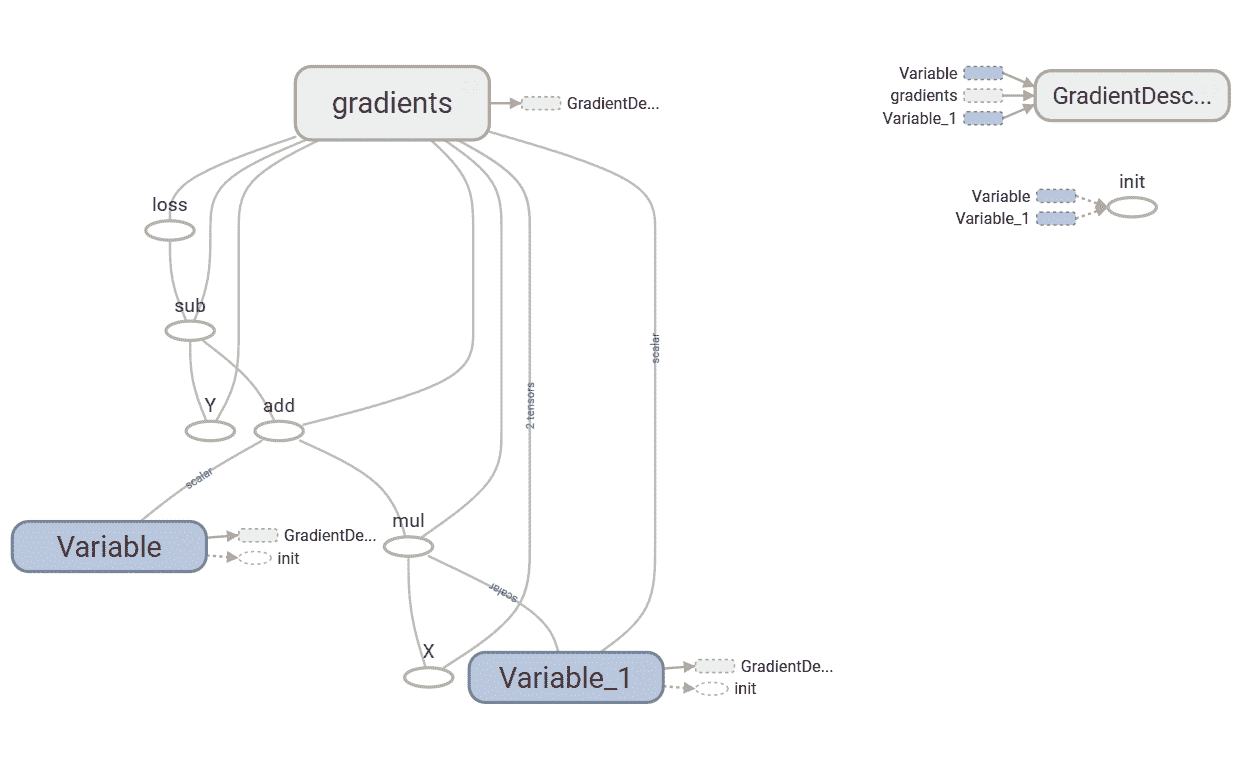 gradients
GradientDe...
loss
sub
Y
add
scalar
2 tensors
scalar
Variable
GradientDe...
init
mul
scalar
X
Variable_1
GradientDe...
init
Variable
gradients
Variable_1
GradientDesc...
init
Variable
Variable_1